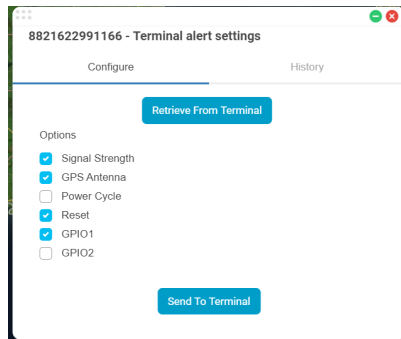 8821622991166 - Terminal alert settings
Configure
History
Retrieve From Terminal
Options
Signal Strength
GPS Antenna
Power Cycle
Reset
GPIO1
GPIO2
Send To Terminal